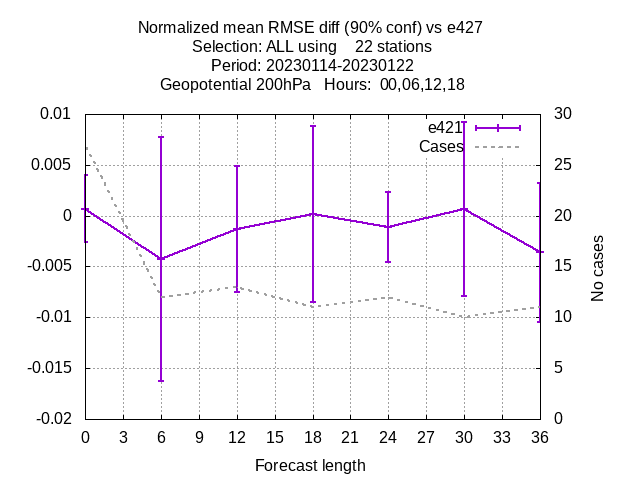 Normalized mean RMSE diff (90% conf) vs e427
Selection: ALL using    22 stations
Period: 20230114-20230122
Geopotential 200hPa   Hours:  00,06,12,18
0.01
0.005
0
-0.005
-0.01
-0.015
-0.02
30
25
20
15
10
5
0
e421
Cases
No cases
0 3 6 9 12 15 18 21 24 27 30 33 36
Forecast length